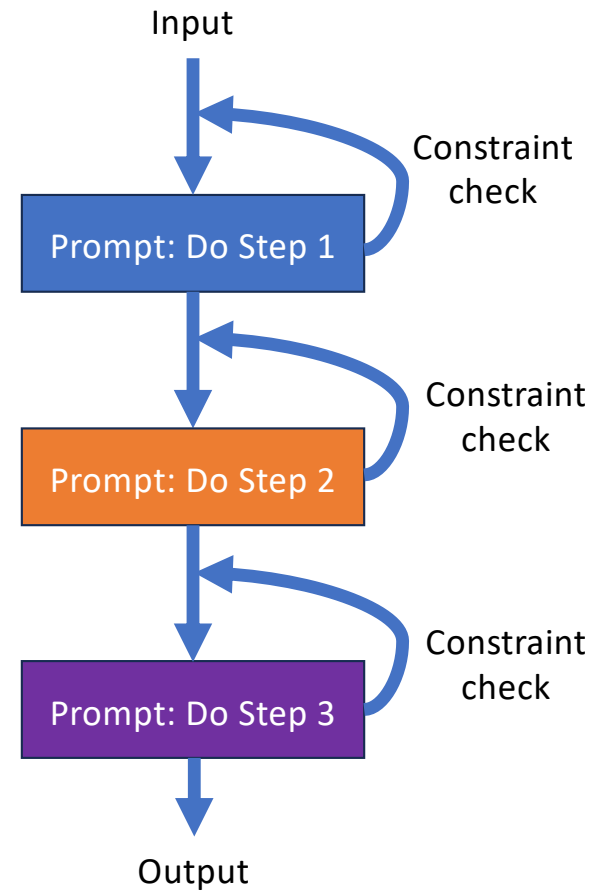 Input
Constraint
check
Prompt: Do Step 1
Constraint
check
Prompt: Do Step 2
Constraint
check
Prompt: Do Step 3
Output